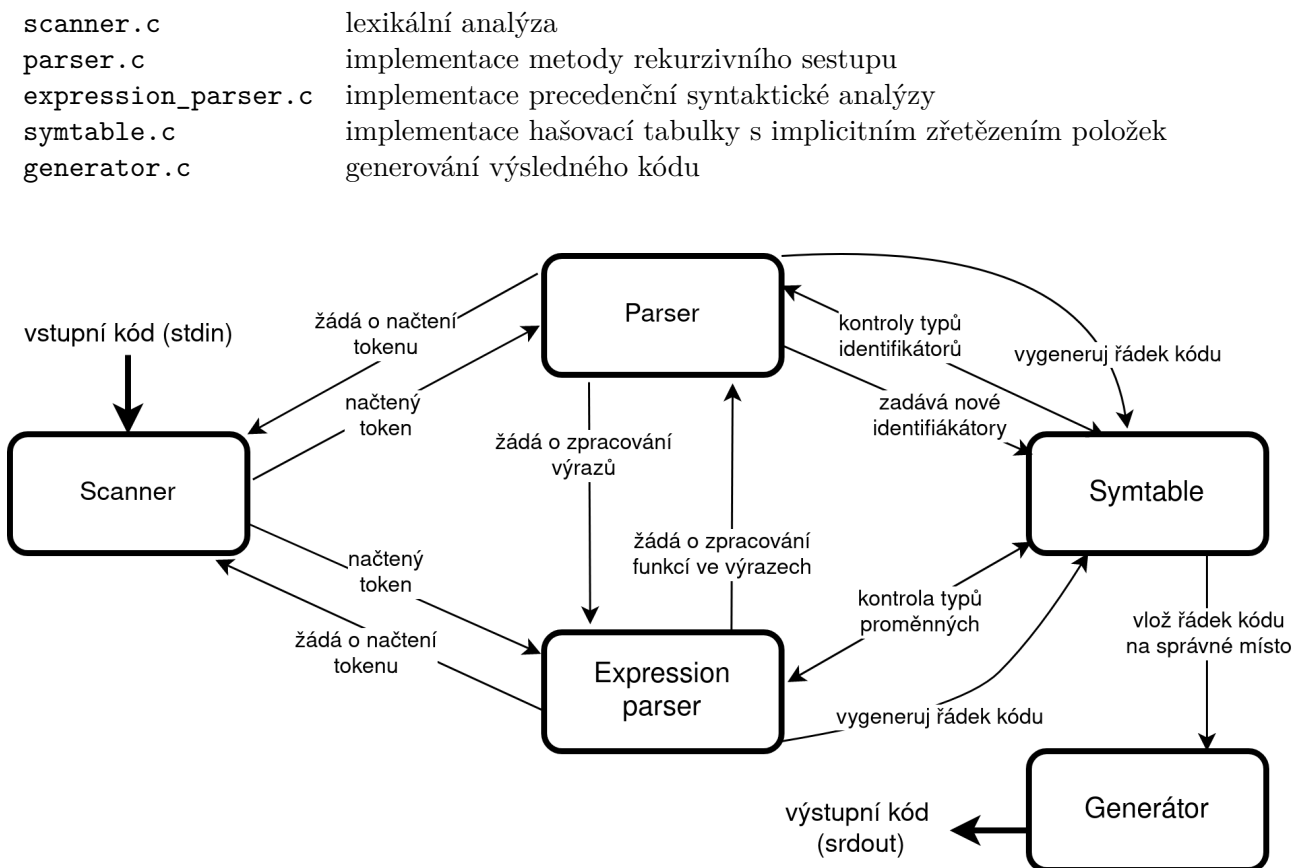 scanner.c lexikální analýza
parser.c implementace metody rekurzivního sestupu
expression_parser.c implementace precedenční syntaktické analýzy
symtable.c implementace hašovací tabulky s implicitním zřetězením položek
generator.c generování výsledného kódu
Parser
vstupní kód (stdin)
žádá o načtení
tokenu
kontroly typů
identifikátorů
vygeneruj řádek kódu
načtený
token
zadává nové
identifiákátory
žádá o zpracování
výrazů
Scanner
Symtable
žádá o zpracování
funkcí ve výrazech
načtený
token
kontrola typů
proměnných
vlož řádek kódu
na správné místo
žádá o načtení
tokenu
Expression
parser
vygeneruj řádek kódu
Generátor
výstupní kód
(srdout)